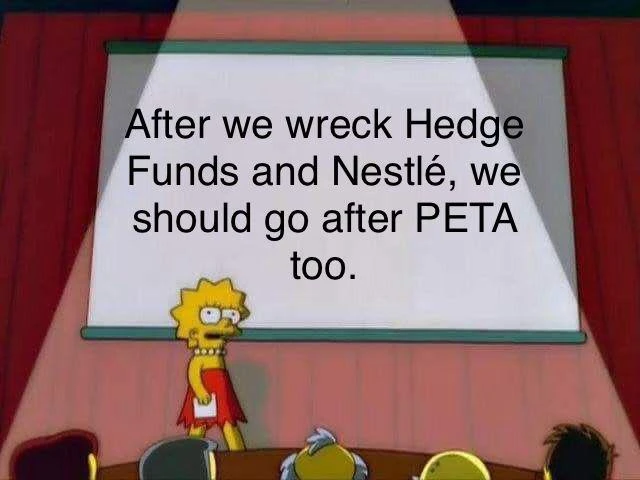 After we wreck Hedge
Funds and Nestlé, we
should go after PETA
too.